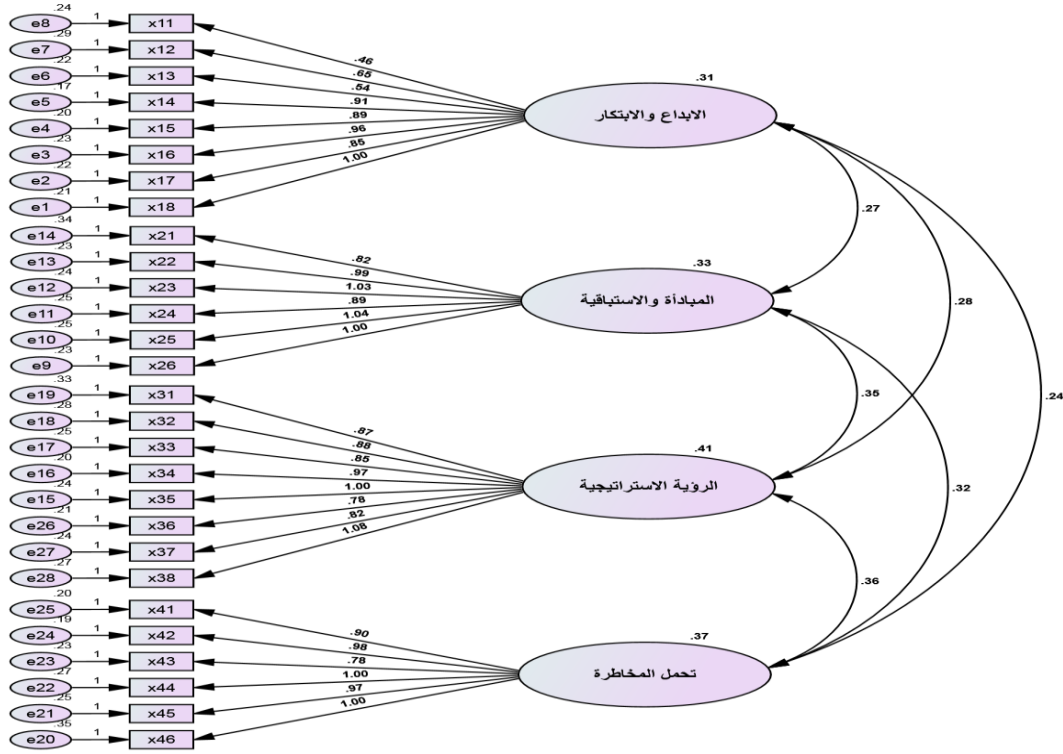 .24
e8 1 x11
.29
e7 1 x12
.22
e6 1 x13
.17
e5 1 x14
.20
e4 1 x15
.23
e3 1 x16
.22
e2 1 x17
.21
e1 1 x18
.46
.65
.54
.91
.89
.96
.85
1.00
.31
الابداع والابتكار
.34
e14 1 x21
.23
e13 1 x22
.24
e12 1 x23
.25
e11 1 x24
.25
e10 1 x25
.23
e9 1 x26
.82
.99
1.03
.89
1.04
1.00
.33
المبادأة والاستباقية
.33
e19 1 x31
.28
e18 1 x32
.25
e17 1 x33
.20
e16 1 x34
.24
e15 1 x35
.21
e26 1 x36
.24
e27 1 x37
.27
e28 1 x38
.87
.88
.85
.97
1.00
.78
.82
1.08
.41
الرؤية الاستراتيجية
.20
e25 1 x41
.19
e24 1 x42
.23
e23 1 x43
.27
e22 1 x44
.25
e21 1 x45
.35
e20 1 x46
.90
.98
.78
1.00
.97
1.00
.37
تحمل المخاطرة
.27
.28
.35
.24
.32
.36